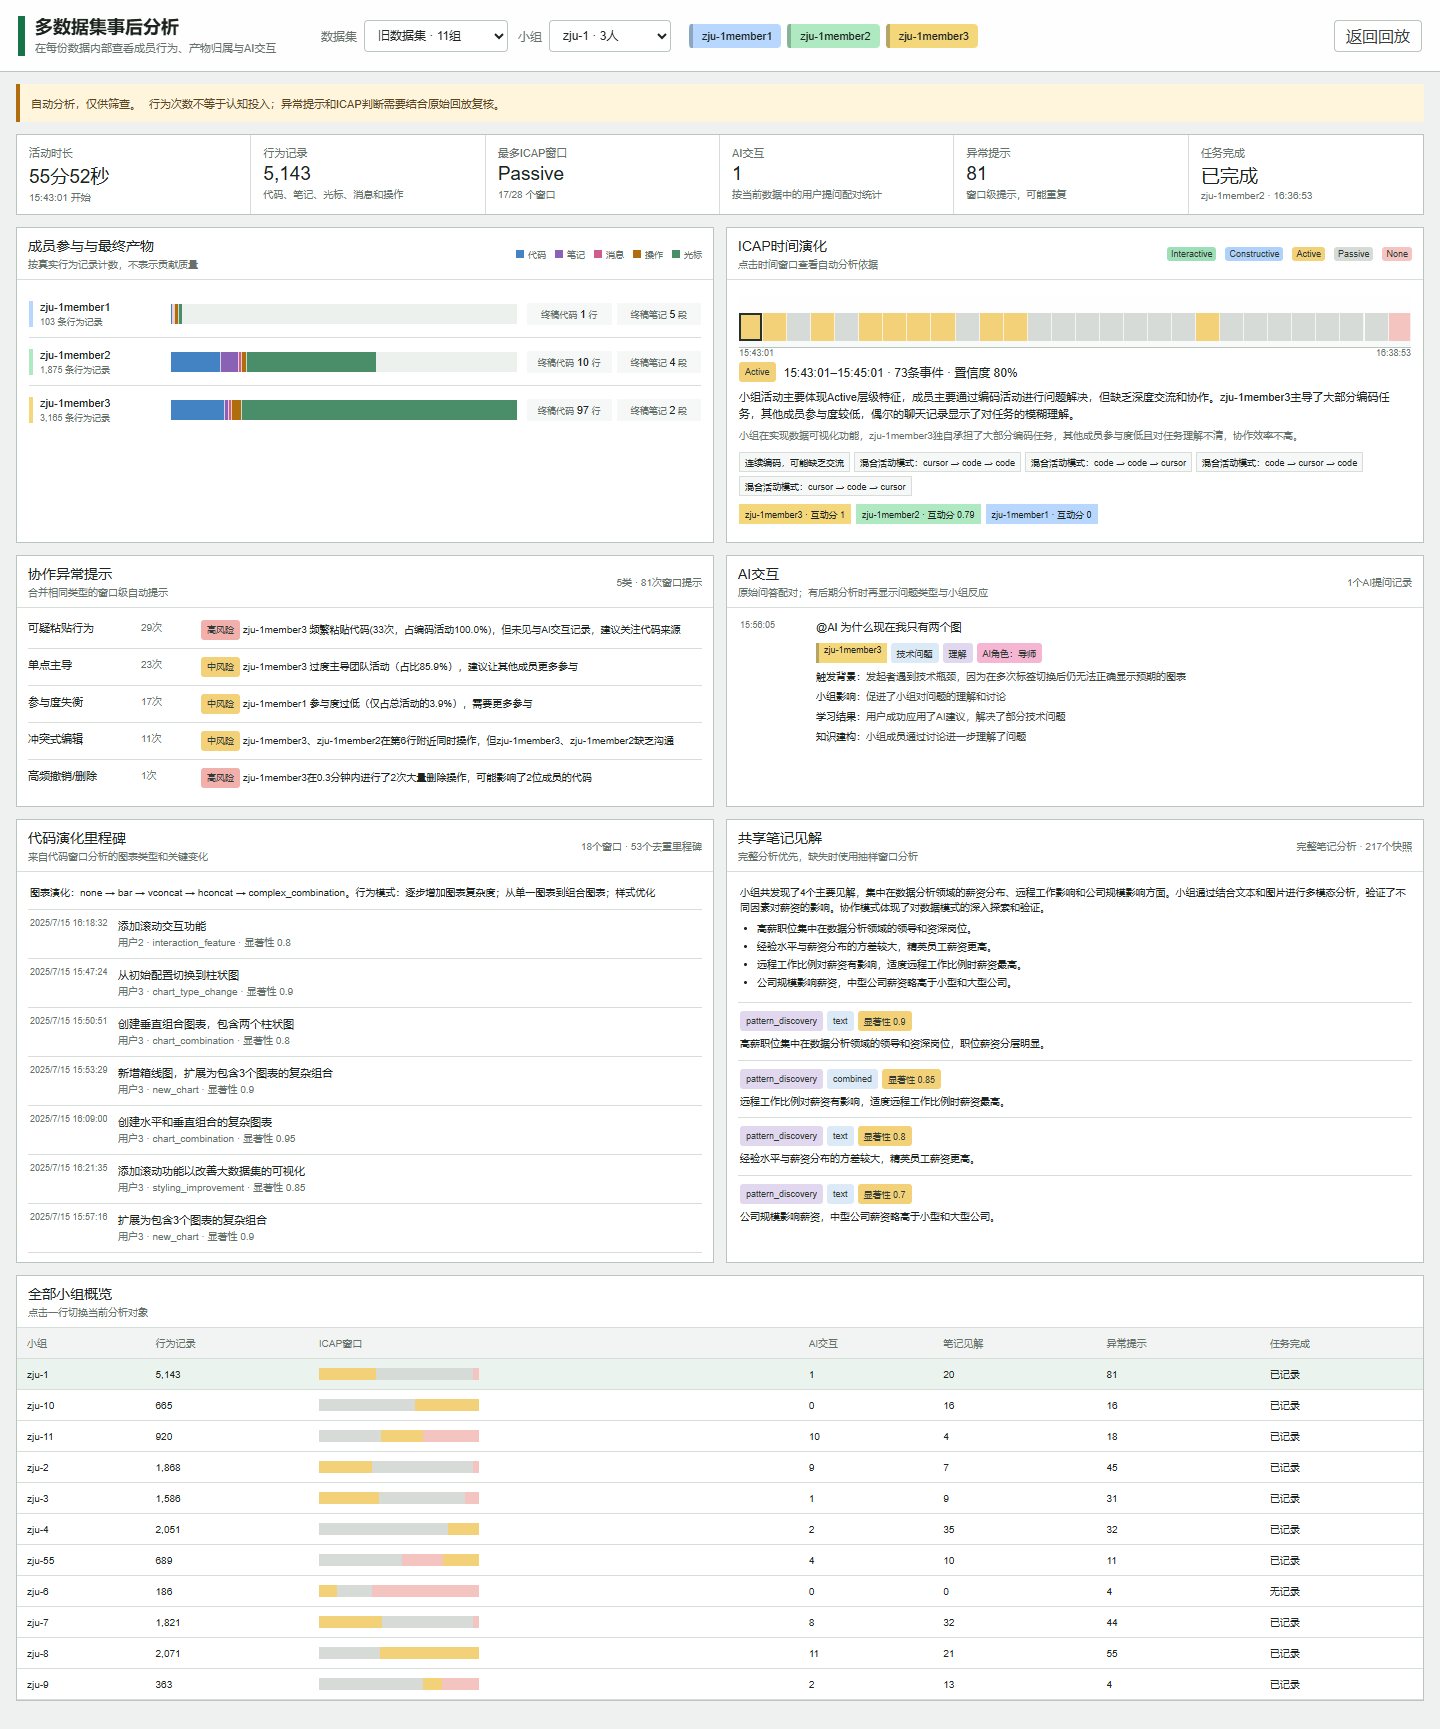 多数据集事后分析
在每份数据内部查看成员行为、产物归属与AI交互
数据集
旧数据集 · 11组
小组
zju-1 · 3人
zju-1member1
zju-1member2
zju-1member3
返回回放
自动分析，仅供筛查。 行为次数不等于认知投入；异常提示和ICAP判断需要结合原始回放复核。
活动时长
55分52秒
15:43:01 开始
行为记录
5,143
代码、笔记、光标、消息和操作
最多ICAP窗口
Passive
17/28 个窗口
AI交互
1
按当前数据中的用户提问配对统计
异常提示
81
窗口级提示，可能重复
任务完成
已完成
zju-1member2 · 16:36:53
成员参与与最终产物
按真实行为记录计数，不表示贡献质量
代码 笔记 消息 操作 光标
zju-1member1
103 条行为记录
终稿代码 1 行
终稿笔记 5 段
zju-1member2
1,875 条行为记录
终稿代码 10 行
终稿笔记 4 段
zju-1member3
3,165 条行为记录
终稿代码 97 行
终稿笔记 2 段
ICAP时间演化
点击时间窗口查看自动分析依据
Interactive Constructive Active Passive None
15:43:01
16:38:53
Active 15:43:01–15:45:01 · 73条事件 · 置信度 80%
小组活动主要体现Active层级特征，成员主要通过编码活动进行问题解决，但缺乏深度交流和协作。zju-1member3主导了大部分编码任
务，其他成员参与度较低，偶尔的聊天记录显示了对任务的模糊理解。
小组在实现数据可视化功能，zju-1member3独自承担了大部分编码任务，其他成员参与度低且对任务理解不清，协作效率不高。
连续编码，可能缺乏交流
混合活动模式：cursor → code → code
混合活动模式：code → code → cursor
混合活动模式：code → cursor → code
混合活动模式：cursor → code → cursor
zju-1member3 · 互动分 1
zju-1member2 · 互动分 0.79
zju-1member1 · 互动分 0
协作异常提示
合并相同类型的窗口级自动提示
5类 · 81次窗口提示
可疑粘贴行为 29次 高风险 zju-1member3 频繁粘贴代码(33次，占编码活动100.0%)，但未见与AI交互记录，建议关注代码来源
单点主导 23次 中风险 zju-1member3 过度主导团队活动（占比85.9%），建议让其他成员更多参与
参与度失衡 17次 中风险 zju-1member1 参与度过低（仅占总活动的3.9%），需要更多参与
冲突式编辑 11次 中风险 zju-1member3、zju-1member2在第6行附近同时操作，但zju-1member3、zju-1member2缺乏沟通
高频撤销/删除 1次 高风险 zju-1member3在0.3分钟内进行了2次大量删除操作，可能影响了2位成员的代码
AI交互
原始问答配对；有后期分析时再显示问题类型与小组反应
1个AI提问记录
15:56:05
@AI 为什么现在我只有两个图
zju-1member3 技术问题 理解 AI角色：导师
触发背景：发起者遇到技术瓶颈，因为在多次标签切换后仍无法正确显示预期的图表
小组影响：促进了小组对问题的理解和讨论
学习结果：用户成功应用了AI建议，解决了部分技术问题
知识建构：小组成员通过讨论进一步理解了问题
代码演化里程碑
来自代码窗口分析的图表类型和关键变化
18个窗口 · 53个去重里程碑
图表演化：none → bar → vconcat → hconcat → complex_combination。行为模式：逐步增加图表复杂度；从单一图表到组合图表；样式优化
2025/7/15 16:18:32 添加滚动交互功能
用户2 · interaction_feature · 显著性 0.8
2025/7/15 15:47:24 从初始配置切换到柱状图
用户3 · chart_type_change · 显著性 0.9
2025/7/15 15:50:51 创建垂直组合图表，包含两个柱状图
用户3 · chart_combination · 显著性 0.8
2025/7/15 15:53:29 新增箱线图，扩展为包含3个图表的复杂组合
用户3 · new_chart · 显著性 0.9
2025/7/15 16:09:00 创建水平和垂直组合的复杂图表
用户3 · chart_combination · 显著性 0.95
2025/7/15 16:21:35 添加滚动功能以改善大数据集的可视化
用户3 · styling_improvement · 显著性 0.85
2025/7/15 15:57:16 扩展为包含3个图表的复杂组合
用户3 · new_chart · 显著性 0.9
共享笔记见解
完整分析优先，缺失时使用抽样窗口分析
完整笔记分析 · 217个快照
小组共发现了4个主要见解，集中在数据分析领域的薪资分布、远程工作影响和公司规模影响方面。小组通过结合文本和图片进行多模态分析，验证了不
同因素对薪资的影响。协作模式体现了对数据模式的深入探索和验证。
• 高薪职位集中在数据分析领域的领导和资深岗位。
• 经验水平与薪资分布的方差较大，精英员工薪资更高。
• 远程工作比例对薪资有影响，适度远程工作比例时薪资最高。
• 公司规模影响薪资，中型公司薪资略高于小型和大型公司。
pattern_discovery text 显著性 0.9
高薪职位集中在数据分析领域的领导和资深岗位，职位薪资分层明显。
pattern_discovery combined 显著性 0.85
远程工作比例对薪资有影响，适度远程工作比例时薪资最高。
pattern_discovery text 显著性 0.8
经验水平与薪资分布的方差较大，精英员工薪资更高。
pattern_discovery text 显著性 0.7
公司规模影响薪资，中型公司薪资略高于小型和大型公司。
全部小组概览
点击一行切换当前分析对象
小组 行为记录 ICAP窗口 AI交互 笔记见解 异常提示 任务完成
zju-1 5,143 1 20 81 已记录
zju-10 665 0 16 16 已记录
zju-11 920 10 4 18 已记录
zju-2 1,868 9 7 45 已记录
zju-3 1,586 1 9 31 已记录
zju-4 2,051 2 35 32 已记录
zju-55 689 4 10 11 已记录
zju-6 186 0 0 4 无记录
zju-7 1,821 8 32 44 已记录
zju-8 2,071 11 21 55 已记录
zju-9 363 2 13 4 已记录